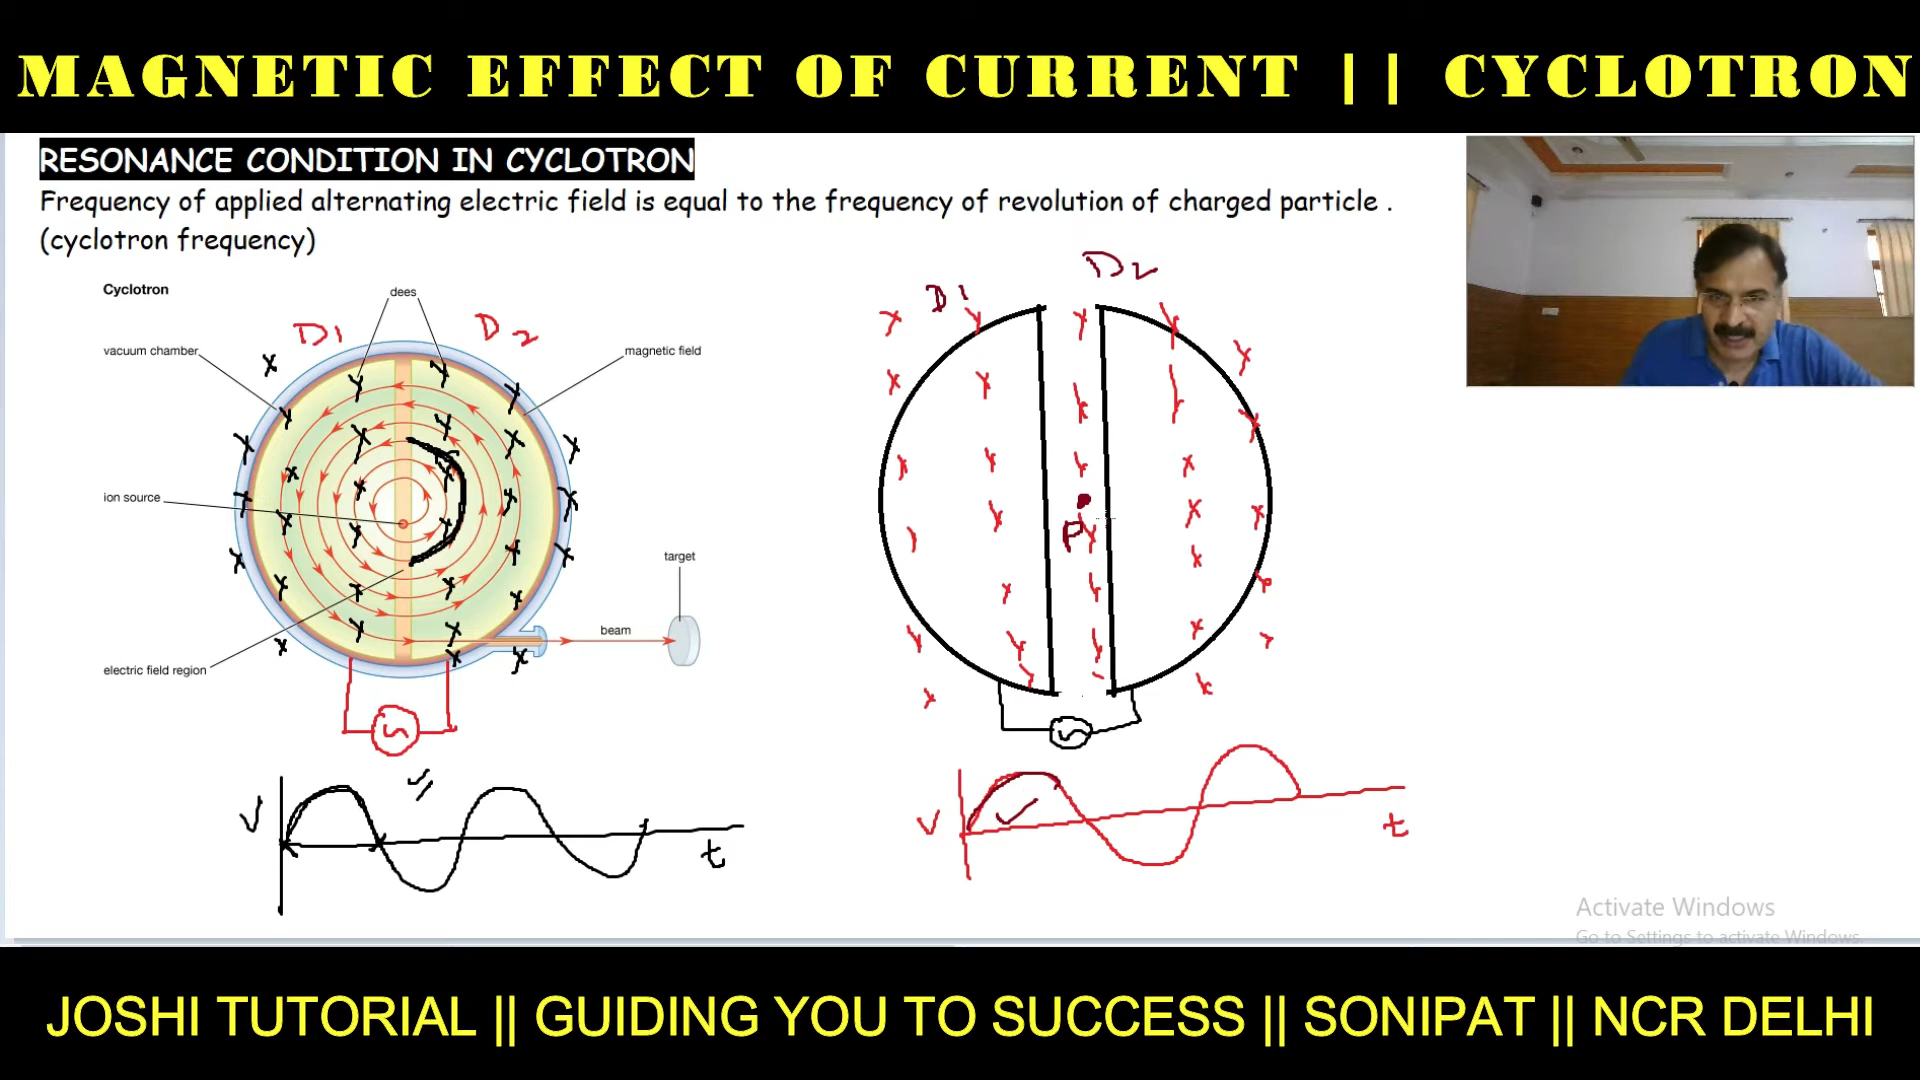 MAGNETIC EFFECT OF CURRENT || CYCLOTRON
RESONANCE CONDITION IN CYCLOTRON
Frequency of applied alternating electric field is equal to the frequency of revolution of charged particle .
(cyclotron frequency)
Cyclotron
dees
D1
D2
vacuum chamber
magnetic field
ion source
target
beam
electric field region
V
t
D1
D2
P
V
t
Activate Windows
Go to Settings to activate Windows.
JOSHI TUTORIAL || GUIDING YOU TO SUCCESS || SONIPAT || NCR DELHI